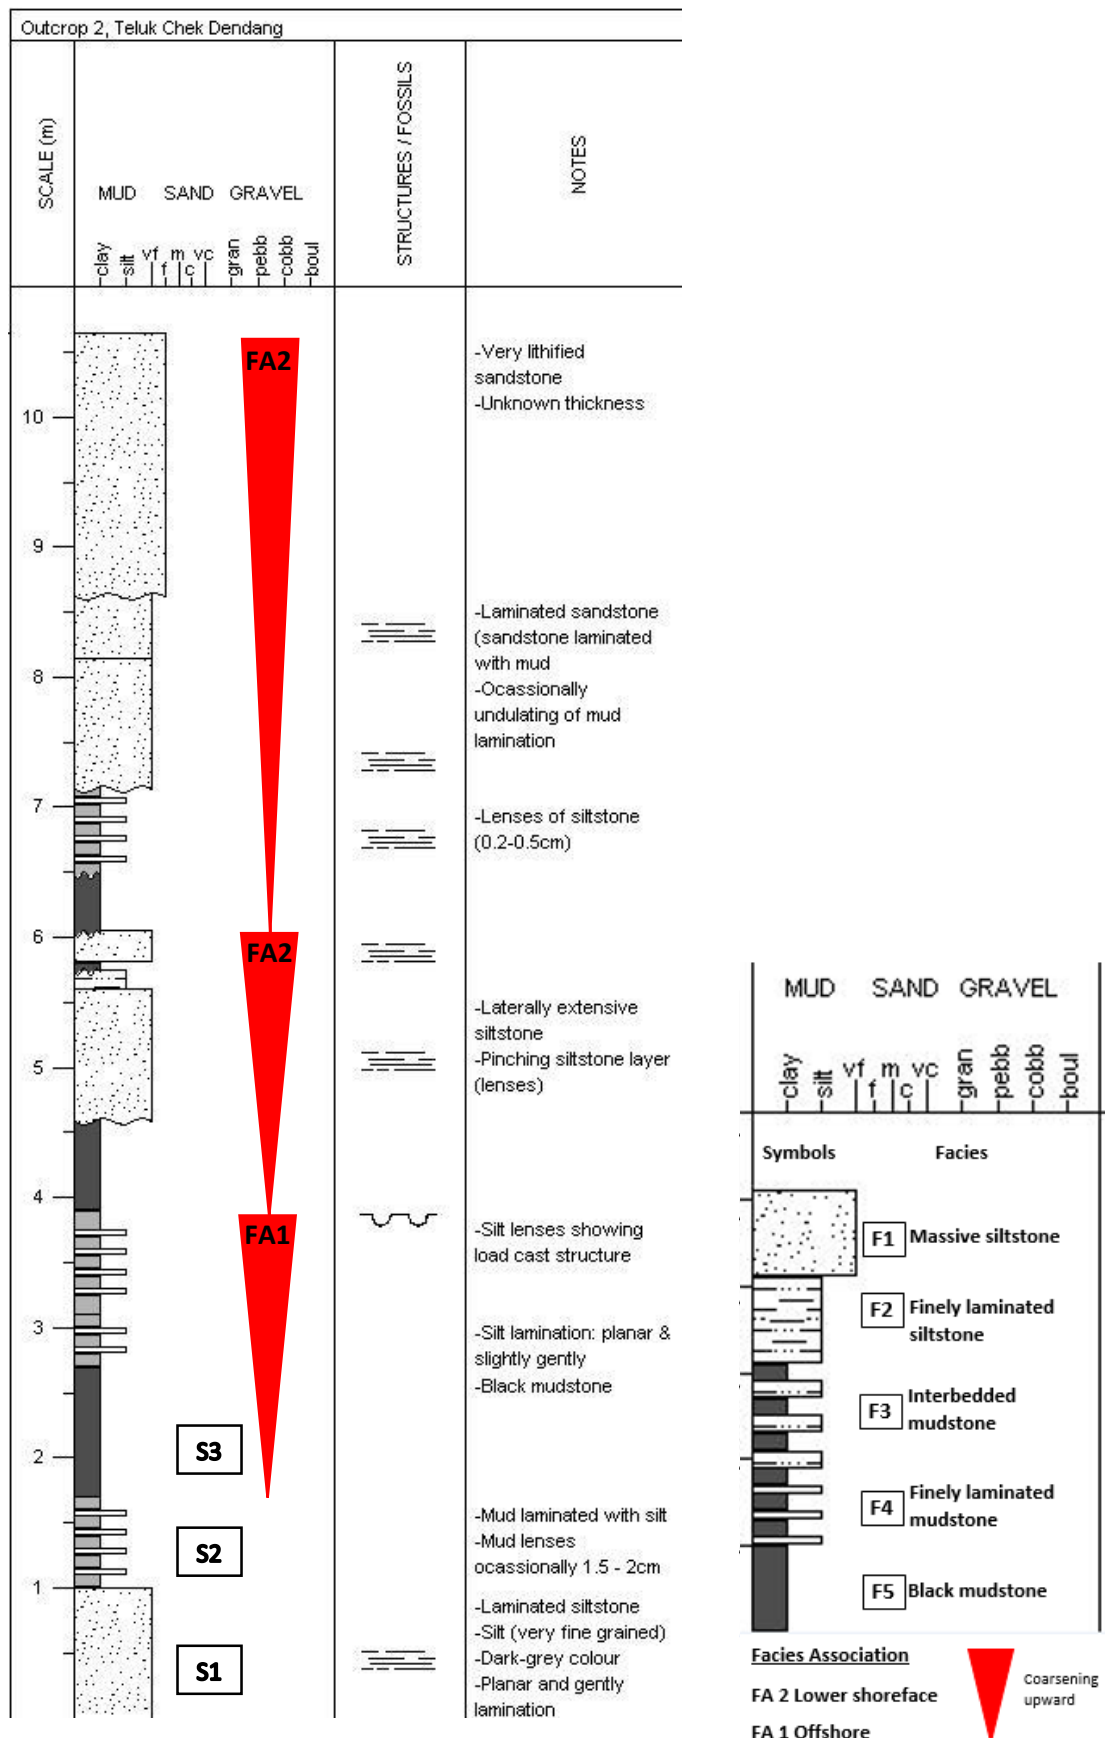 Outcrop 2, Teluk Chek Dendang
SCALE (m)
MUD SAND GRAVEL
clay silt vf f m c vc gran pebb cobb boul
STRUCTURES / FOSSILS
NOTES
FA2
-Very lithified
sandstone
-Unknown thickness
10
9
-Laminated sandstone
(sandstone laminated
with mud
-Ocassionally
undulating of mud
lamination
8
7
-Lenses of siltstone
(0.2-0.5cm)
6
FA2
-Laterally extensive
siltstone
-Pinching siltstone layer
(lenses)
5
4
FA1
-Silt lenses showing
load cast structure
3
-Silt lamination: planar &
slightly gently
-Black mudstone
S3
2
-Mud laminated with silt
-Mud lenses
ocassionally 1.5 - 2cm
S2
1
-Laminated siltstone
-Silt (very fine grained)
-Dark-grey colour
-Planar and gently
lamination
S1
MUD SAND GRAVEL
clay silt vf f m c vc gran pebb cobb boul
Symbols Facies
F1 Massive siltstone
F2 Finely laminated
siltstone
F3 Interbedded
mudstone
F4 Finely laminated
mudstone
F5 Black mudstone
Facies Association
FA 2 Lower shoreface
FA 1 Offshore
Coarsening
upward